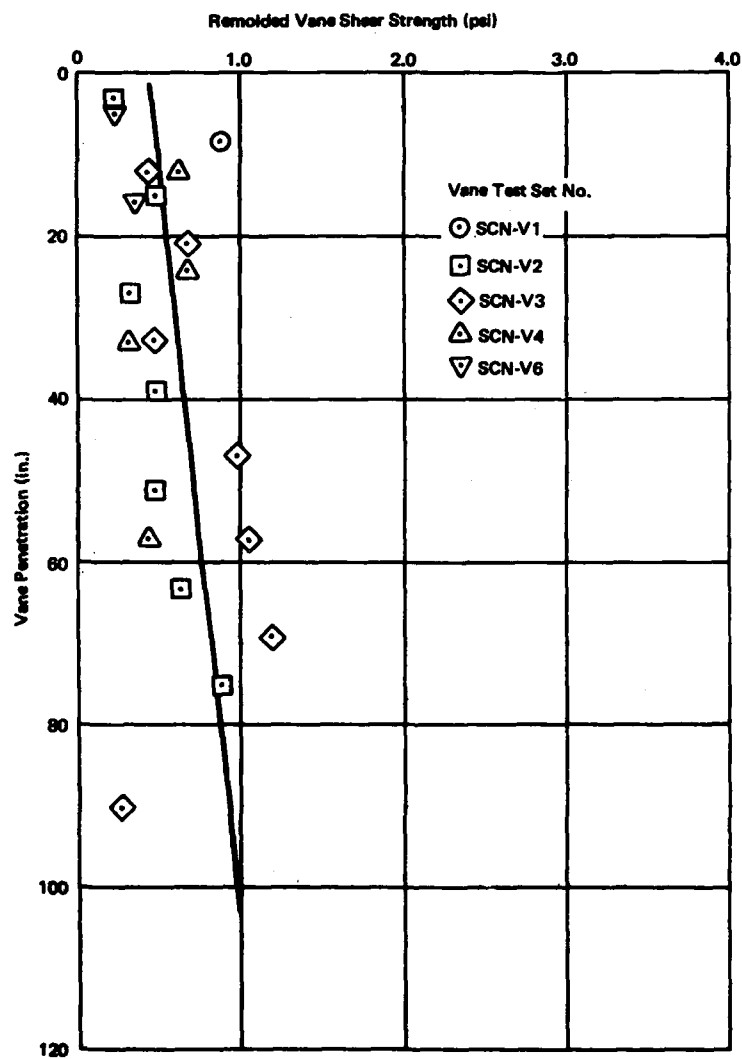 Remolded Vane Shear Strength (psi)
0 1.0 2.0 3.0 4.0
0
20
40
60
80
100
120
Vane Penetration (in.)
Vane Test Set No.
SCN-V1
SCN-V2
SCN-V3
SCN-V4
SCN-V6